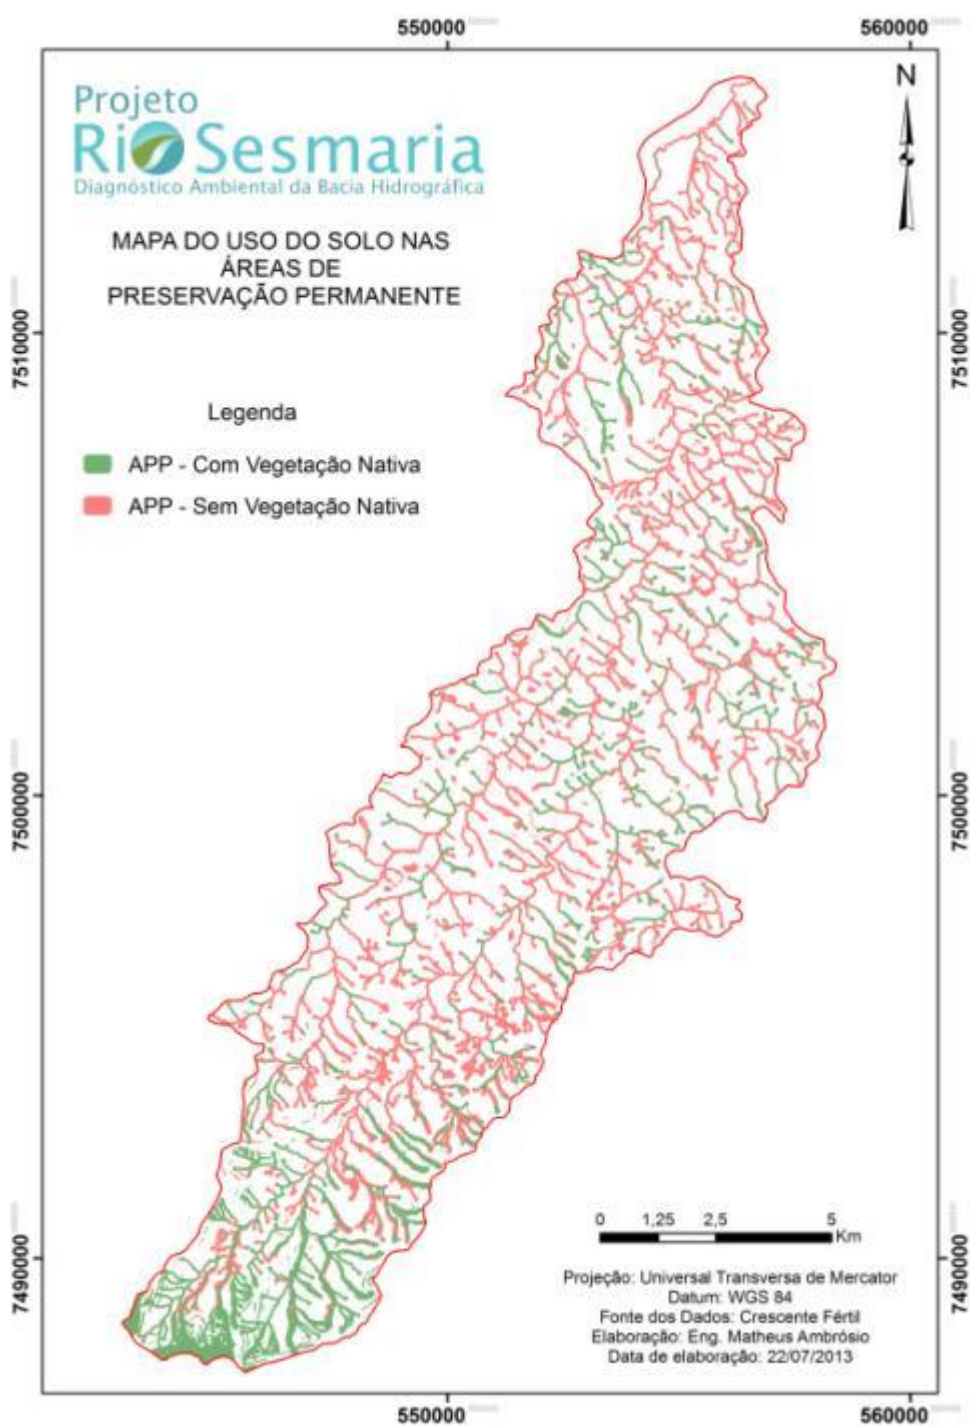 550000 560000
Projeto
Rio Sesmaria
Diagnóstico Ambiental da Bacia Hidrográfica
N
MAPA DO USO DO SOLO NAS
ÁREAS DE
PRESERVAÇÃO PERMANENTE
7510000 7510000
Legenda
APP - Com Vegetação Nativa
APP - Sem Vegetação Nativa
7500000 7500000
0 1,25 2,5 5
Km
7490000 7490000
Projeção: Universal Transversa de Mercator
Datum: WGS 84
Fonte dos Dados: Crescente Fértil
Elaboração: Eng. Matheus Ambrósio
Data de elaboração: 22/07/2013
550000 560000